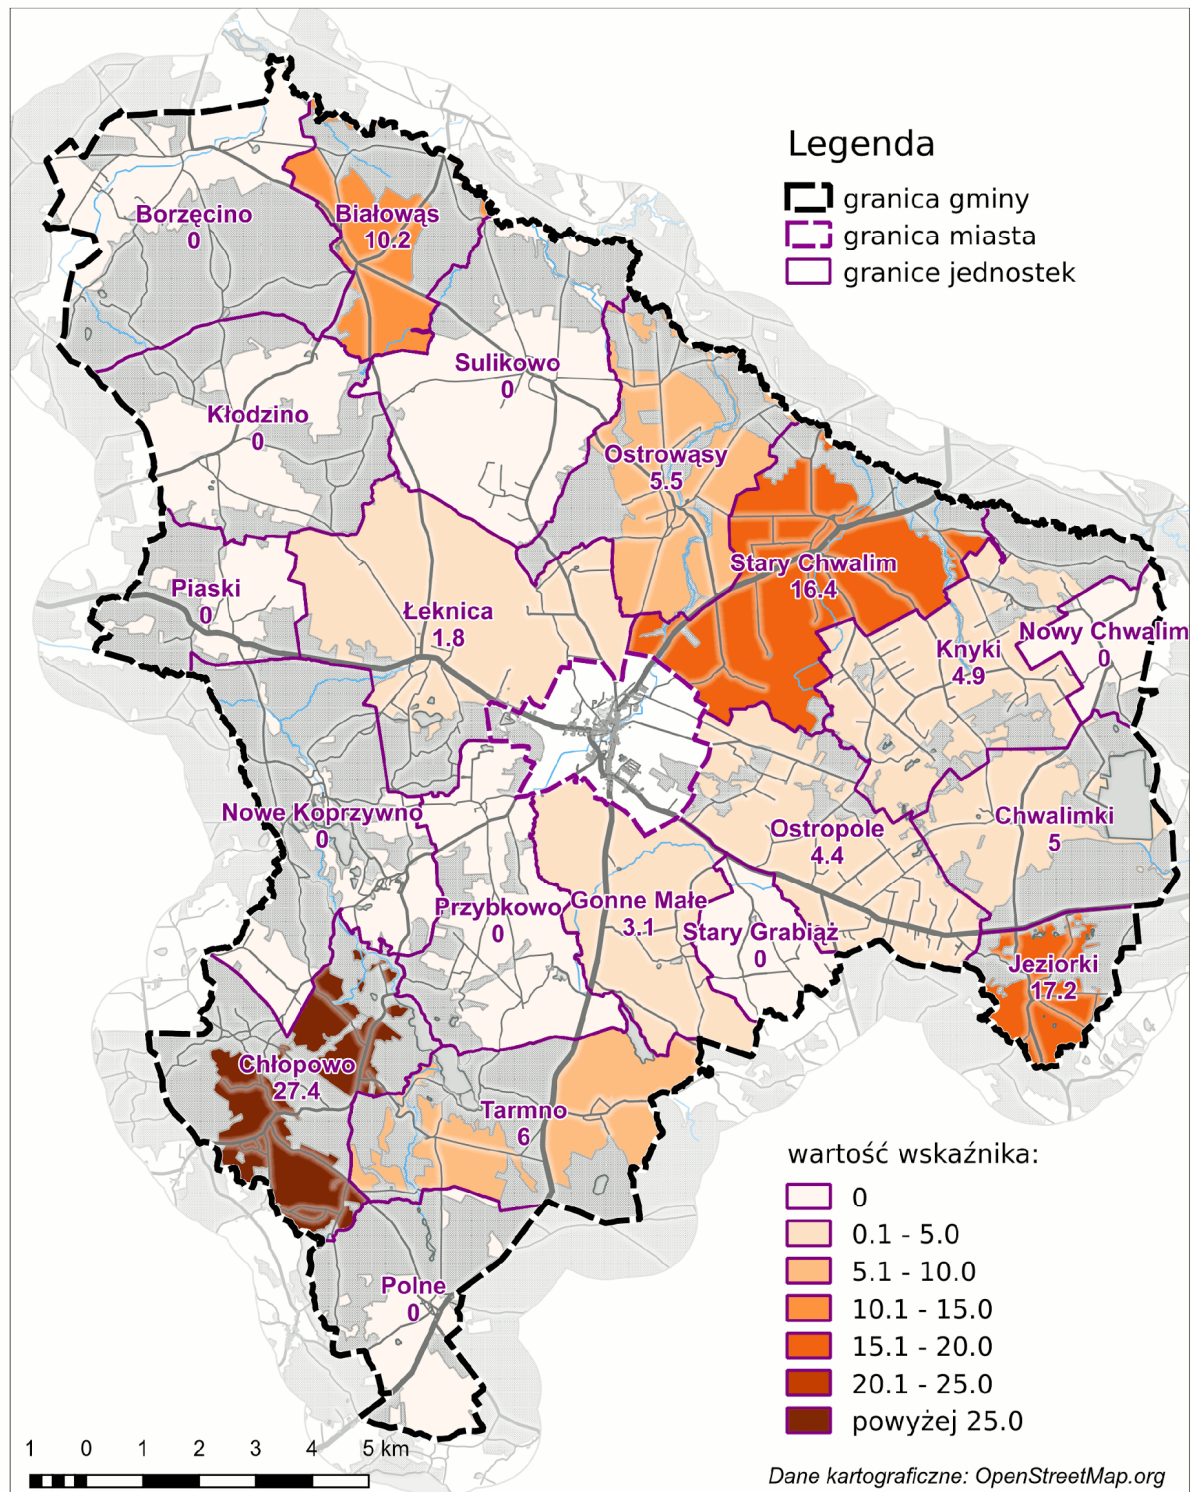 Legenda
granica gminy
granica miasta
granice jednostek
Borzęcino
0
Białowąs
10.2
Sulikowo
0
Kłodzino
0
Ostrowąsy
5.5
Stary Chwalim
16.4
Piaski
0
Łeknica
1.8
Knyki
4.9
Nowy Chwalim
0
Nowe Koprzywno
0
Ostropole
4.4
Chwalimki
5
Przybkowo
0
Gonne Małe
3.1
Stary Grabiąż
0
Jeziorki
17.2
Chłopowo
27.4
Tarmno
6
Polne
0
wartość wskaźnika:
0
0.1 - 5.0
5.1 - 10.0
10.1 - 15.0
15.1 - 20.0
20.1 - 25.0
powyżej 25.0
1 0 1 2 3 4 5 km
Dane kartograficzne: OpenStreetMap.org